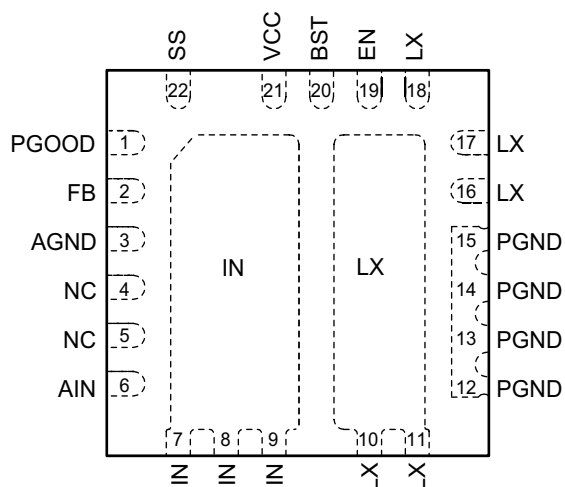 SS
VCC
BST
EN
LX
22
21
20
19
18
PGOOD
1
17
LX
FB
2
16
LX
AGND
3
15
PGND
IN
LX
NC
4
14
PGND
NC
5
13
PGND
AIN
6
12
PGND
7
8
9
10
11
IN
IN
IN
LX
LX